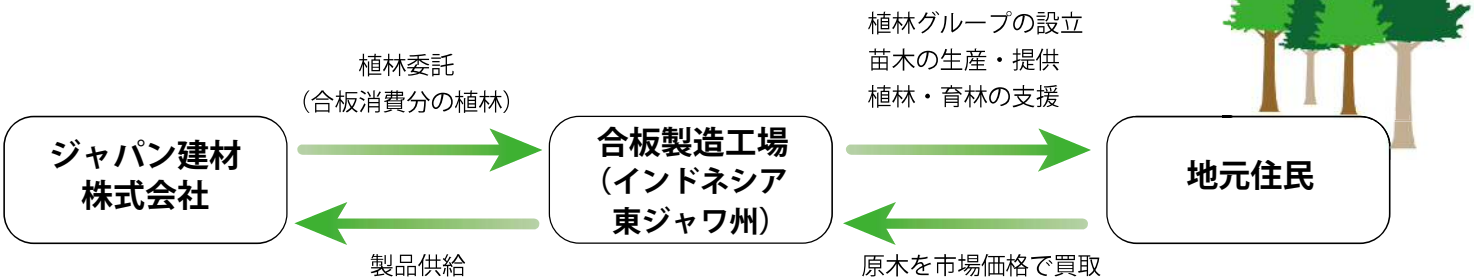 植林グループの設立
苗木の生産・提供
植林・育林の支援
植林委託
（合板消費分の植林）
ジャパン建材
株式会社
合板製造工場
（インドネシア
東ジャワ州）
地元住民
製品供給
原木を市場価格で買取